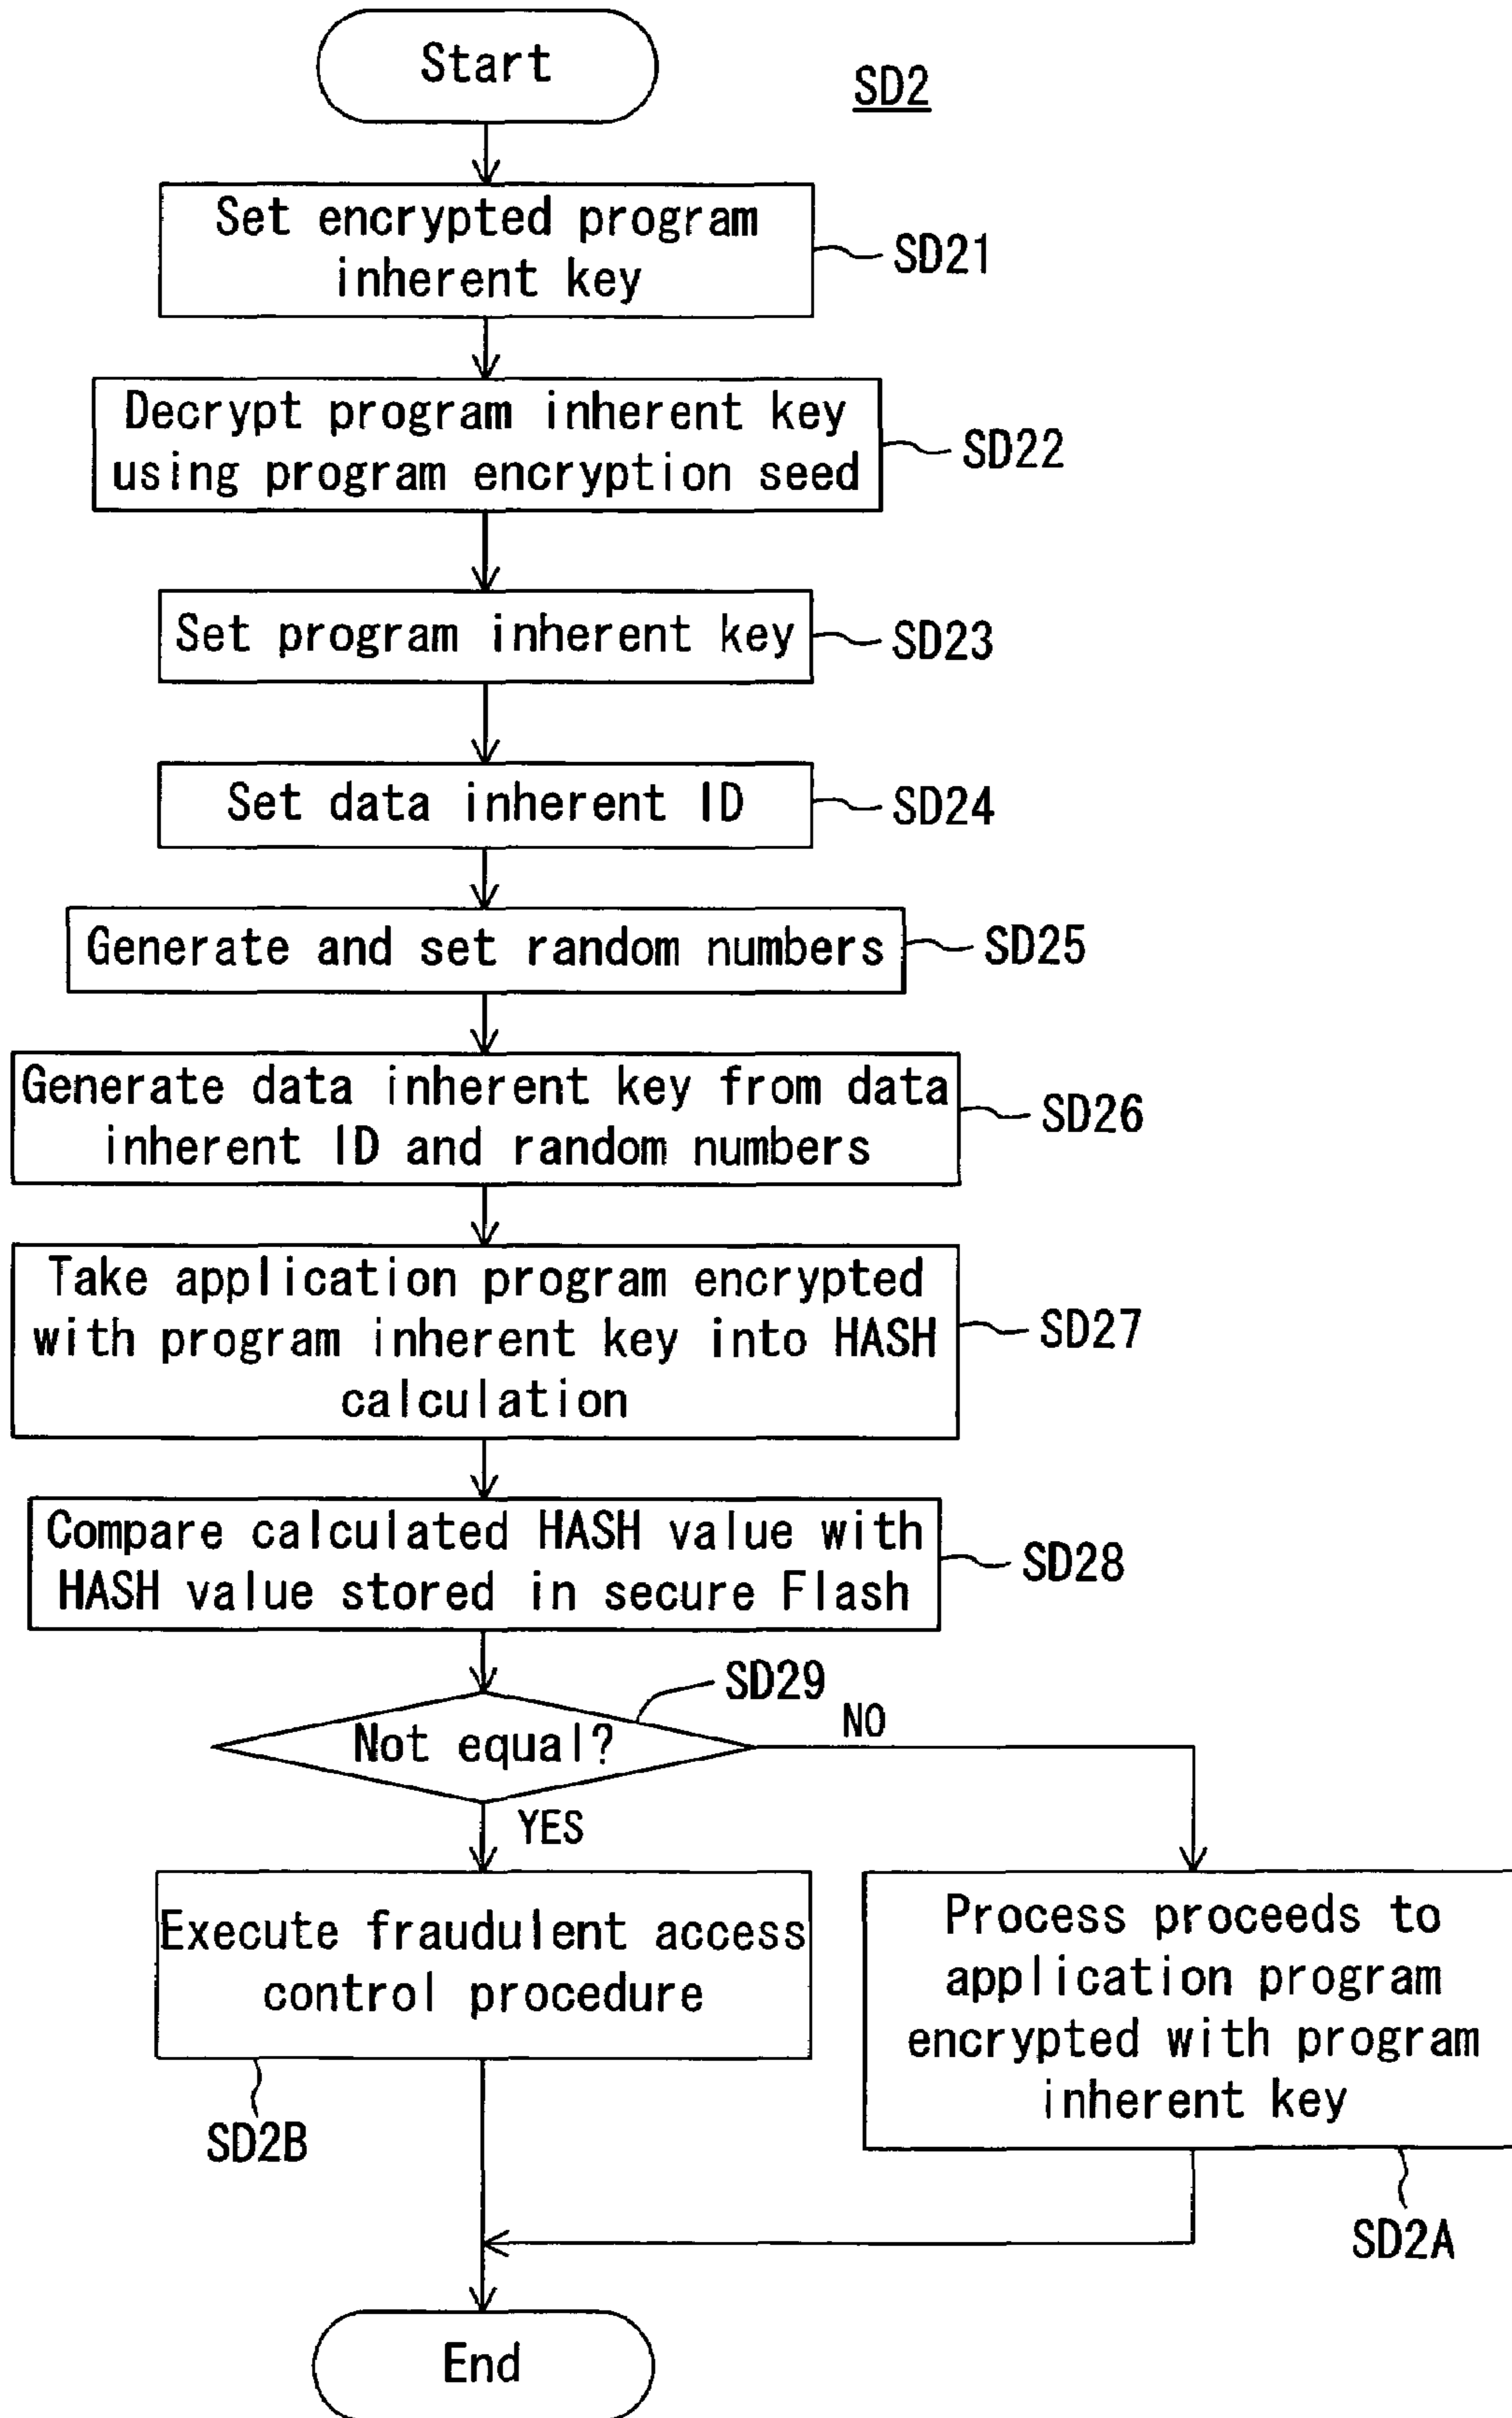 Start
SD2
Set encrypted program
inherent key
SD21
Decrypt program inherent key
using program encryption seed
SD22
Set program inherent key
SD23
Set data inherent ID
SD24
Generate and set random numbers
SD25
Generate data inherent key from data
inherent ID and random numbers
SD26
Take application program encrypted
with program inherent key into HASH
calculation
SD27
Compare calculated HASH value with
HASH value stored in secure Flash
SD28
SD29
Not equal?
NO
YES
Execute fraudulent access
control procedure
SD2B
Process proceeds to
application program
encrypted with program
inherent key
SD2A
End